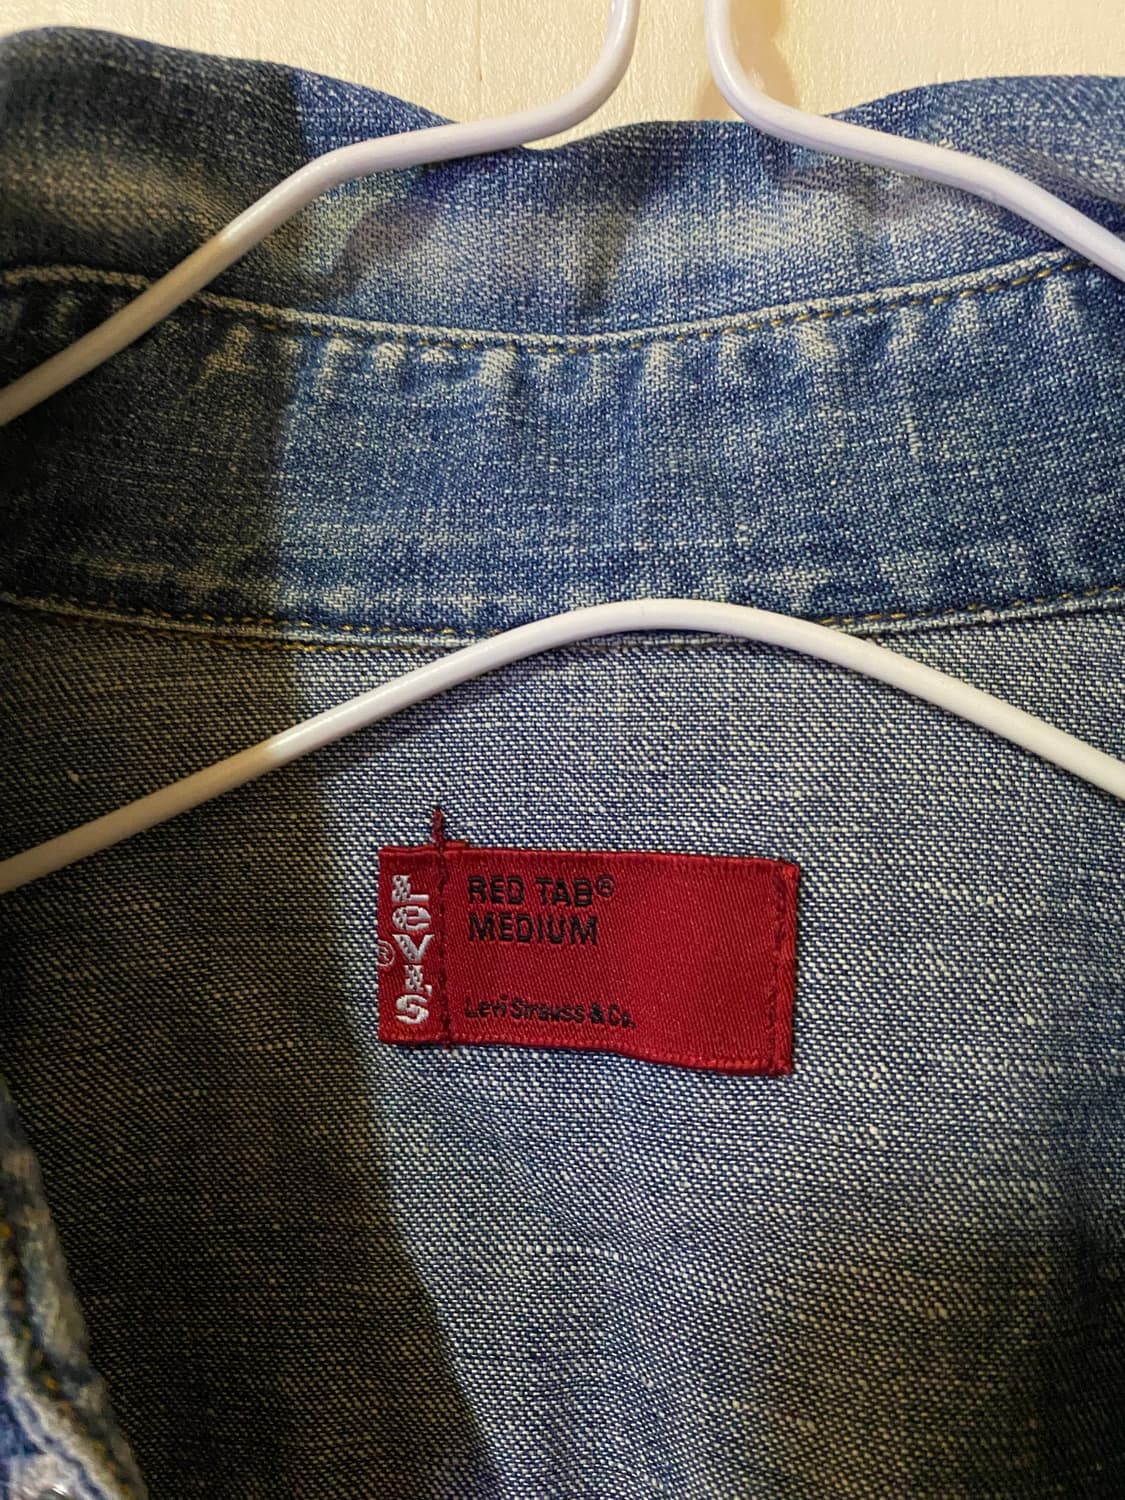 LEVI'S
®
RED TAB®
MEDIUM
Levi Strauss & Co.